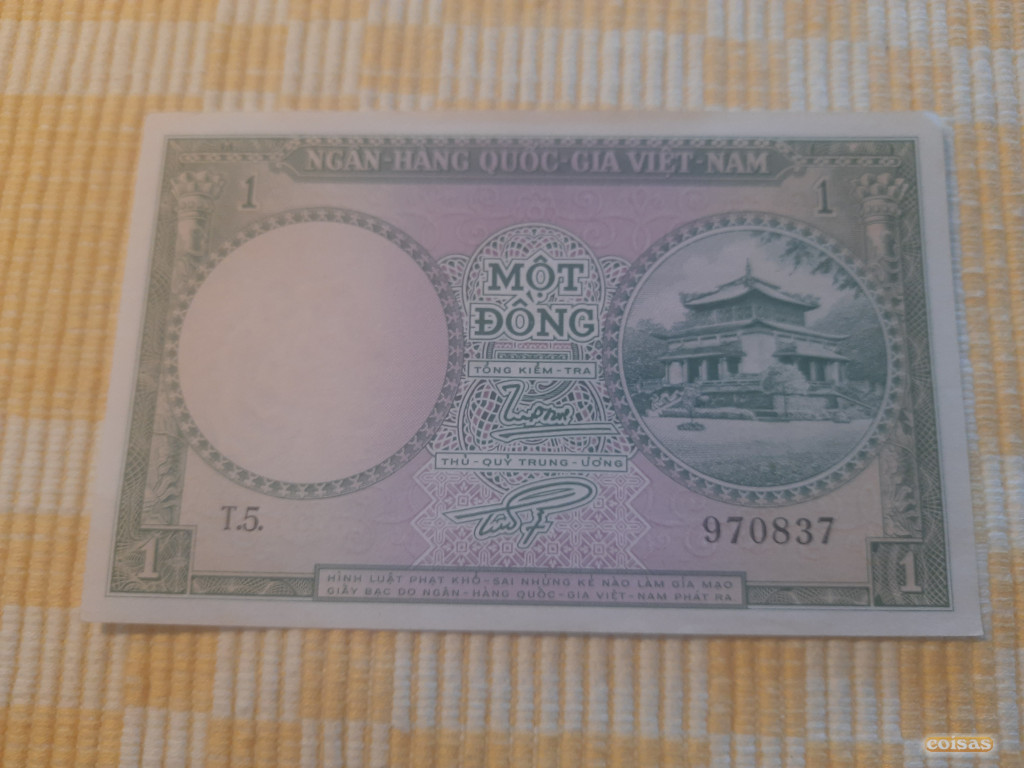 NGÂN-HÀNG QUỐC-GIA VIỆT-NAM
1
1
MỘT
ĐỒNG
TỔNG KIỂM-TRA
THỦ-QUỸ TRUNG-ƯƠNG
T.5.
970837
1
1
HÌNH LUẬT PHẠT KHỔ-SAI NHỮNG KẺ NÀO LÀM GIẢ MẠO
GIẤY BẠC DO NGÂN-HÀNG QUỐC-GIA VIỆT-NAM PHÁT RA
coisas